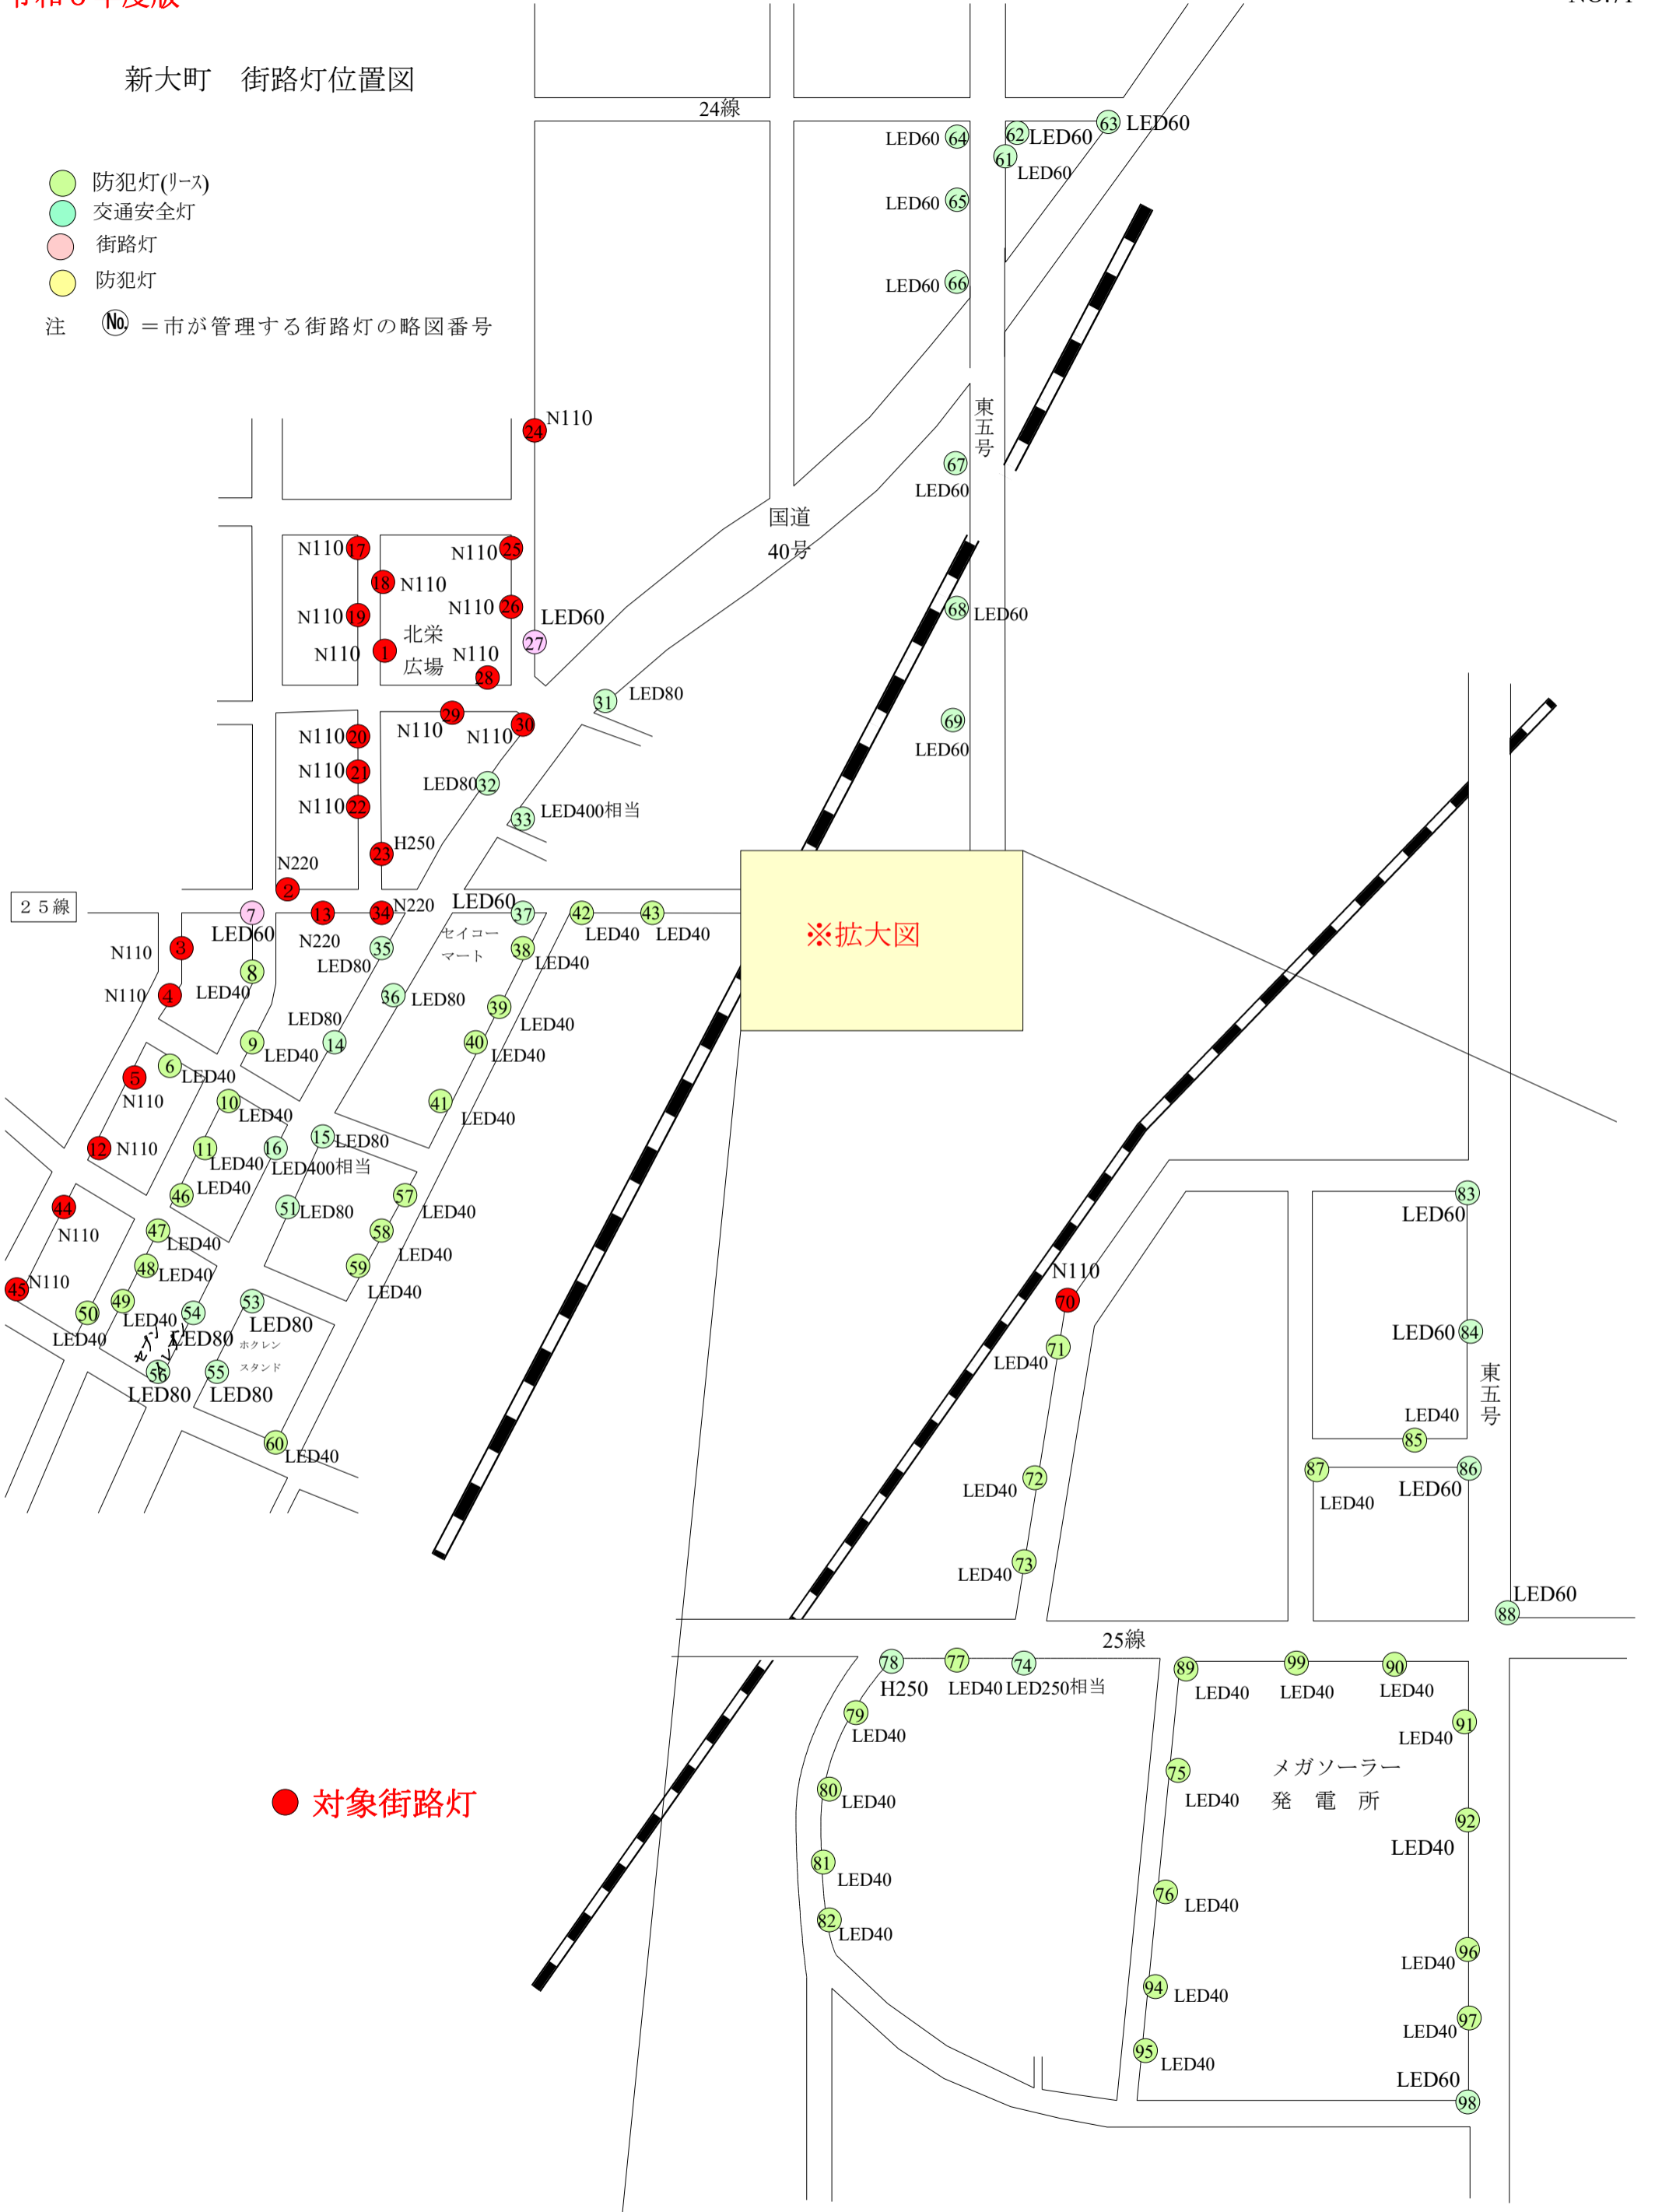 新大町　街路灯位置図
24線
LED60 64
62 LED60
63 LED60
61
LED60
防犯灯(ﾘｰｽ)
交通安全灯
街路灯
防犯灯
注　No. ＝市が管理する街路灯の略図番号
LED60 65
LED60 66
東五号
24 N110
67
LED60
国道
40号
N110 17
N110 25
18 N110
N110 19
N110 26
LED60
27
北栄
広場
N110 1
N110
28
68 LED60
31 LED80
29
N110
30
N110
69
LED60
N110 20
N110 21
N110 22
LED80 32
33 LED400相当
23 H250
N220
2
２５線
7
LED60
13
N220
34 N220
LED60 37
42
LED40
43
LED40
※拡大図
N110 3
35
LED80
セイコー
マート
38
LED40
N110 4
8
LED40
36 LED80
39
LED40
LED80
14
9
LED40
40
LED40
6
LED40
5
N110
10
LED40
41
LED40
12 N110
11
LED40
16
LED400相当
15
LED80
46 LED40
51 LED80
57
LED40
44
N110
47
LED40
58
LED40
48
LED40
59
LED40
45 N110
50
LED40
49
LED40
54
LED80
53
LED80
ホクレン
スタンド
56
LED80
55
LED80
60
LED40
83
LED60
N110
70
71
LED40
LED60 84
東五号
LED40
85
72
LED40
87
LED40
86
LED60
73
LED40
LED60
88
25線
78
H250
77
LED40
74
LED250相当
89
LED40
99
LED40
90
LED40
79
LED40
91
LED40
75
LED40
メガソーラー
発　電　所
対象街路灯
80
LED40
92
LED40
81
LED40
76
LED40
82
LED40
96
LED40
94
LED40
97
LED40
95
LED40
LED60
98